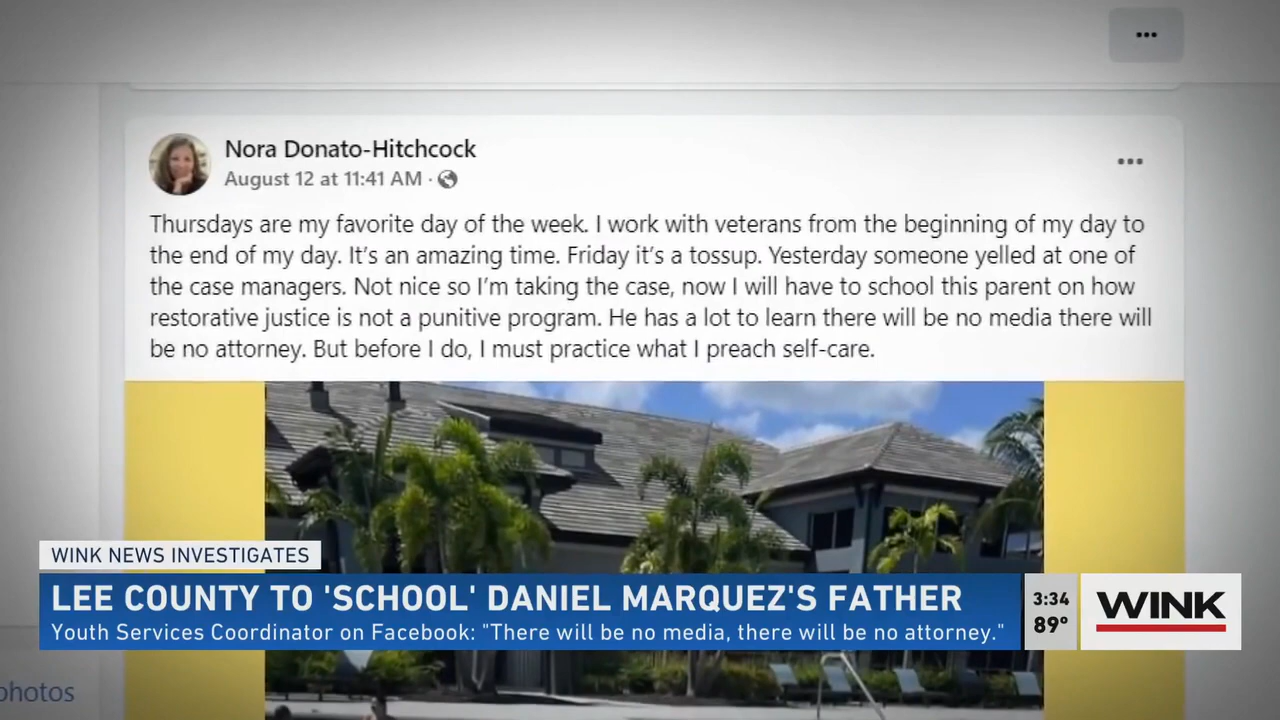 •••
Nora Donato-Hitchcock
August 12 at 11:41 AM ·
•••
Thursdays are my favorite day of the week. I work with veterans from the beginning of my day to
the end of my day. It's an amazing time. Friday it's a tossup. Yesterday someone yelled at one of
the case managers. Not nice so I'm taking the case, now I will have to school this parent on how
restorative justice is not a punitive program. He has a lot to learn there will be no media there will
be no attorney. But before I do, I must practice what I preach self-care.
WINK NEWS INVESTIGATES
LEE COUNTY TO 'SCHOOL' DANIEL MARQUEZ'S FATHER
Youth Services Coordinator on Facebook: "There will be no media, there will be no attorney."
3:34
89°
WINK
photos